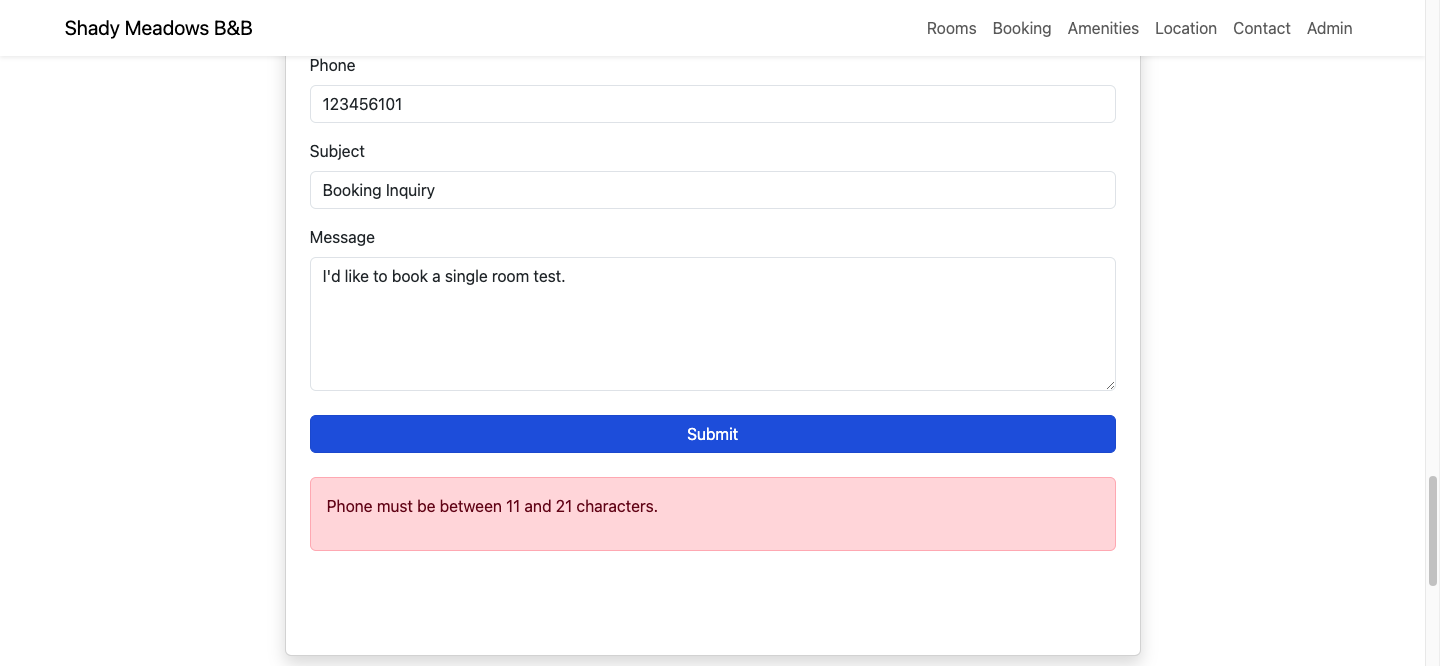 Shady Meadows B&B
Rooms Booking Amenities Location Contact Admin
Phone
123456101
Subject
Booking Inquiry
Message
I'd like to book a single room test.
Submit
Phone must be between 11 and 21 characters.